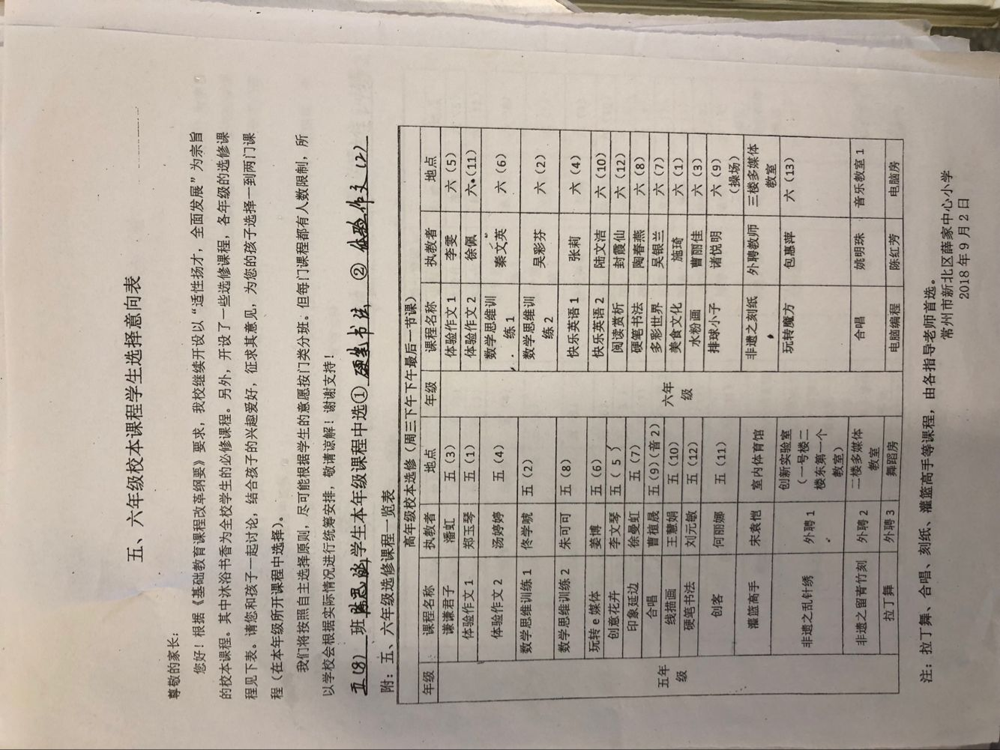 五、六年级校本课程学生选择意向表
尊敬的家长：
您好！根据《基础教育课程改革纲要》要求，我校继续开设以“适性扬才，全面发展”为宗旨
的校本课程。其中沐浴书香为全校学生的必修课程。另外，开设了一些选修课程，各年级的选修课
程见下表。请您和孩子一起讨论，结合孩子的兴趣爱好，征求其意见，为您的孩子选择一到两门课
程（在本年级所开课程中选择）。
我们将按照自主选择原则，尽可能根据学生的意愿按门类分班。但每门课程都有人数限制，所
以学校会根据实际情况进行统筹安排，敬请谅解！谢谢支持！
五(8) 班 学生本年级课程中选① 硬笔书法 ② 体验作文(2)
附：五、六年级选修课程一览表
高年级校本选修（周三下午下午最后一节课）
年级 课程名称 执教者 地点 年级 课程名称 执教者 地点
五年级 谦谦君子 潘虹 五（3） 六年级 体验作文1 李雯 六（5）
体验作文1 郑玉琴 五（1） 体验作文2 徐佩 六（11）
体验作文2 汤婷婷 五（4） 数学思维训练1 秦文英 六（6）
数学思维训练1 佟学唬 五（2） 数学思维训练2 吴彩芬 六（2）
数学思维训练2 朱可可 五（8） 快乐英语1 张莉 六（4）
玩转e媒体 姜博 五（6） 快乐英语2 陆文洁 六（10）
创意花卉 李文琴 五（5） 阅读赏析 封霞仙 六（12）
印象延边 徐曼虹 五（7） 硬笔书法 陶春燕 六（8）
合唱 曹植晟 五（9）（音2） 多彩世界 吴银兰 六（7）
线描画 王慧娟 五（10） 美食文化 施琦 六（1）
硬笔书法 刘元敏 五（12） 水粉画 曹丽佳 六（3）
创客 何丽娜 五（11） 排球小子 诸悦明 六（9）（操场）
灌篮高手 宋袁恺 室内体育馆 非遗之刻纸 外聘教师 三楼多媒体教室
非遗之乱针绣 外聘1 创新实验室（一号楼二楼东第一个教室） 玩转魔方 包惠萍 六（13）
非遗之留青竹刻 外聘2 二楼多媒体教室 合唱 姚明珠 音乐教室1
拉丁舞 外聘3 舞蹈房 电脑编程 陈红芳 电脑房
注：拉丁舞、合唱、刻纸、灌篮高手等课程，由各指导老师首选。
常州市新北区薛家中心小学
2018年9月2日